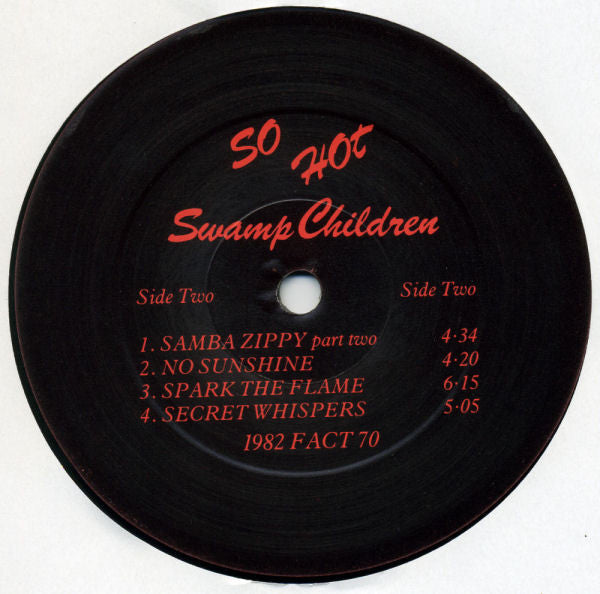 SO HOt
Swamp Children
Side Two Side Two
1. SAMBA ZIPPY part two 4·34
2. NO SUNSHINE 4·20
3. SPARK THE FLAME 6·15
4. SECRET WHISPERS 5·05
1982 FACT 70